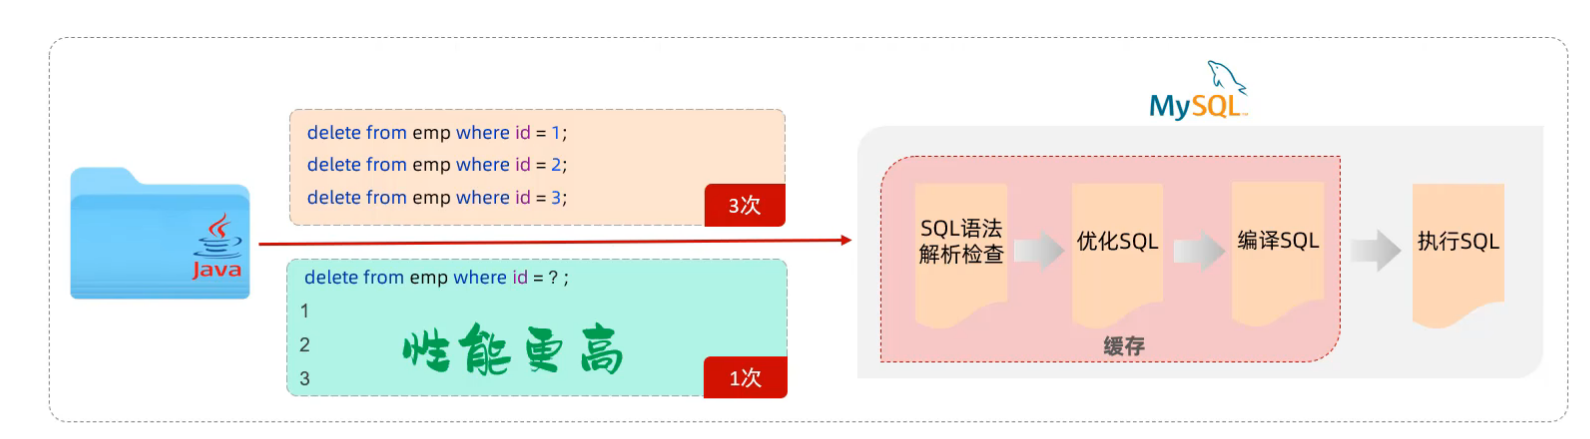 Java
delete from emp where id = 1;
delete from emp where id = 2;
delete from emp where id = 3;
3次
delete from emp where id = ? ;
1
2
3
性能更高
1次
MySQL
SQL语法
解析检查
优化SQL
编译SQL
缓存
执行SQL